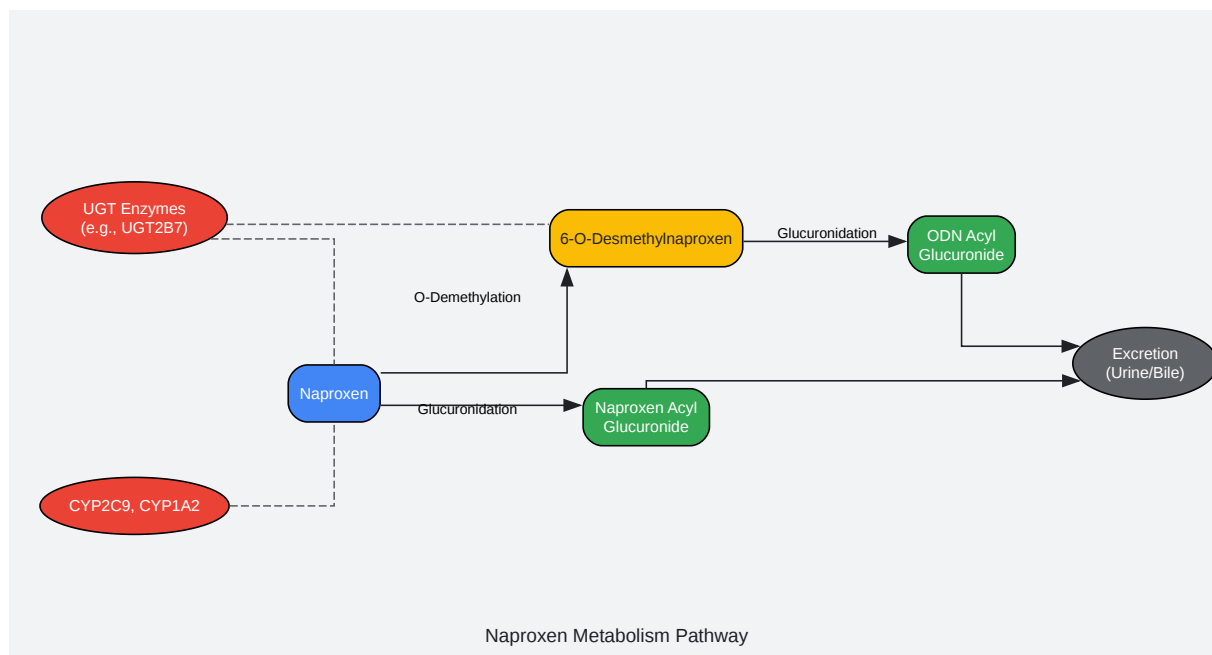 UGT Enzymes
(e.g., UGT2B7)
6-O-Desmethylnaproxen
Glucuronidation
ODN Acyl
Glucuronide
O-Demethylation
Excretion
(Urine/Bile)
Naproxen
Glucuronidation
Naproxen Acyl
Glucuronide
CYP2C9, CYP1A2
Naproxen Metabolism Pathway